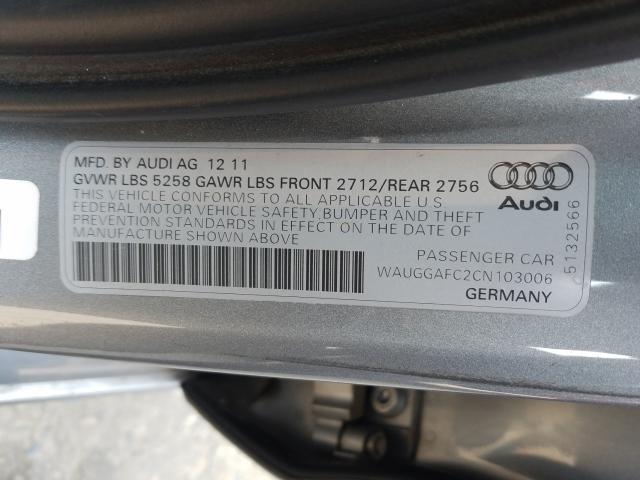 MFD. BY AUDI AG 12 11
GVWR LBS 5258 GAWR LBS FRONT 2712/REAR 2756
THIS VEHICLE CONFORMS TO ALL APPLICABLE U S
FEDERAL MOTOR VEHICLE SAFETY,BUMPER AND THEFT
PREVENTION STANDARDS IN EFFECT ON THE DATE OF
MANUFACTURE SHOWN ABOVE
PASSENGER CAR
WAUGGAFC2CN103006
GERMANY
Audi
5132566